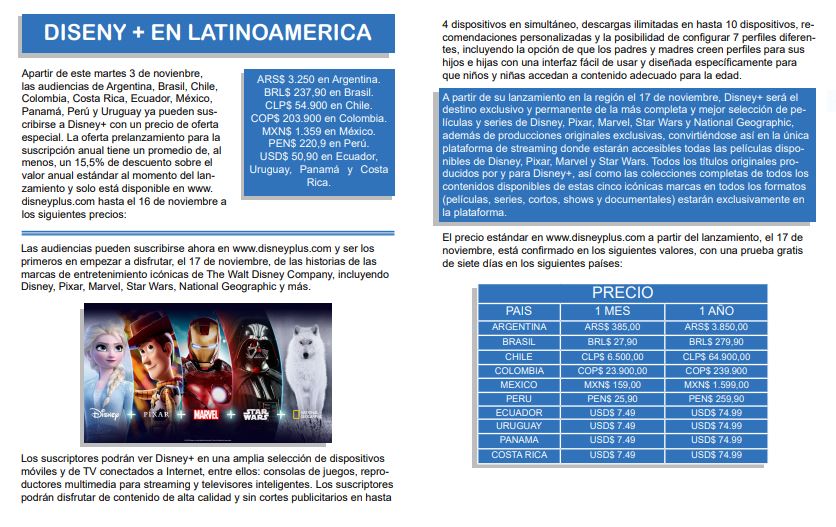 DISENY + EN LATINOAMERICA
Apartir de este martes 3 de noviembre,
las audiencias de Argentina, Brasil, Chile,
Colombia, Costa Rica, Ecuador, México,
Panamá, Perú y Uruguay ya pueden sus-
cribirse a Disney+ con un precio de oferta
especial. La oferta prelanzamiento para la
suscripción anual tiene un promedio de, al
menos, un 15,5% de descuento sobre el
valor anual estándar al momento del lan-
zamiento y solo está disponible en www.
disneyplus.com hasta el 16 de noviembre a
los siguientes precios:
ARS$ 3.250 en Argentina.
BRL$ 237,90 en Brasil.
CLP$ 54.900 en Chile.
COP$ 203.900 en Colombia.
MXN$ 1.359 en México.
PEN$ 220,9 en Perú.
USD$ 50,90 en Ecuador,
Uruguay, Panamá y Costa
Rica.
Las audiencias pueden suscribirse ahora en www.disneyplus.com y ser los
primeros en empezar a disfrutar, el 17 de noviembre, de las historias de las
marcas de entretenimiento icónicas de The Walt Disney Company, incluyendo
Disney, Pixar, Marvel, Star Wars, National Geographic y más.
Disney + PIXAR + MARVEL + STAR WARS + NATIONAL GEOGRAPHIC
Los suscriptores podrán ver Disney+ en una amplia selección de dispositivos
móviles y de TV conectados a Internet, entre ellos: consolas de juegos, repro-
ductores multimedia para streaming y televisores inteligentes. Los suscriptores
podrán disfrutar de contenido de alta calidad y sin cortes publicitarios en hasta
4 dispositivos en simultáneo, descargas ilimitadas en hasta 10 dispositivos, re-
comendaciones personalizadas y la posibilidad de configurar 7 perfiles diferen-
tes, incluyendo la opción de que los padres y madres creen perfiles para sus
hijos e hijas con una interfaz fácil de usar y diseñada específicamente para
que niños y niñas accedan a contenido adecuado para la edad.
A partir de su lanzamiento en la región el 17 de noviembre, Disney+ será el
destino exclusivo y permanente de la más completa y mejor selección de pe-
lículas y series de Disney, Pixar, Marvel, Star Wars y National Geographic,
además de producciones originales exclusivas, convirtiéndose así en la única
plataforma de streaming donde estarán accesibles todas las películas dispo-
nibles de Disney, Pixar, Marvel y Star Wars. Todos los títulos originales pro-
ducidos por y para Disney+, así como las colecciones completas de todos los
contenidos disponibles de estas cinco icónicas marcas en todos los formatos
(películas, series, cortos, shows y documentales) estarán exclusivamente en
la plataforma.
El precio estándar en www.disneyplus.com a partir del lanzamiento, el 17 de
noviembre, está confirmado en los siguientes valores, con una prueba gratis
de siete días en los siguientes países:
PRECIO
PAIS 1 MES 1 AÑO
ARGENTINA ARS$ 385,00 ARS$ 3.850,00
BRASIL BRL$ 27,90 BRL$ 279,90
CHILE CLP$ 6.500,00 CLP$ 64.900,00
COLOMBIA COP$ 23.900,00 COP$ 239.900
MEXICO MXN$ 159,00 MXN$ 1.599,00
PERU PEN$ 25,90 PEN$ 259,90
ECUADOR USD$ 7.49 USD$ 74.99
URUGUAY USD$ 7.49 USD$ 74.99
PANAMA USD$ 7.49 USD$ 74.99
COSTA RICA USD$ 7.49 USD$ 74.99